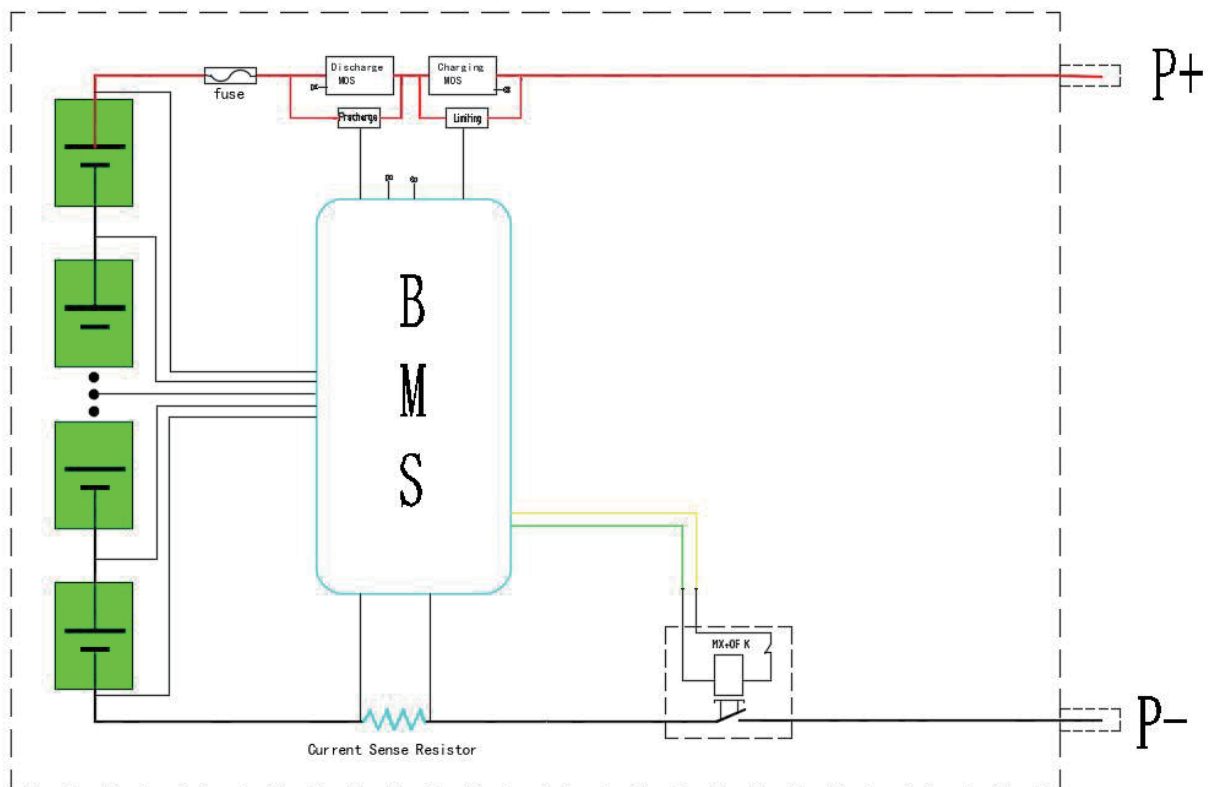 P+
Discharge
MOS
Charging
MOS
fuse
Precharge
Limiting
B
M
S
MX+OF K
P-
Current Sense Resistor